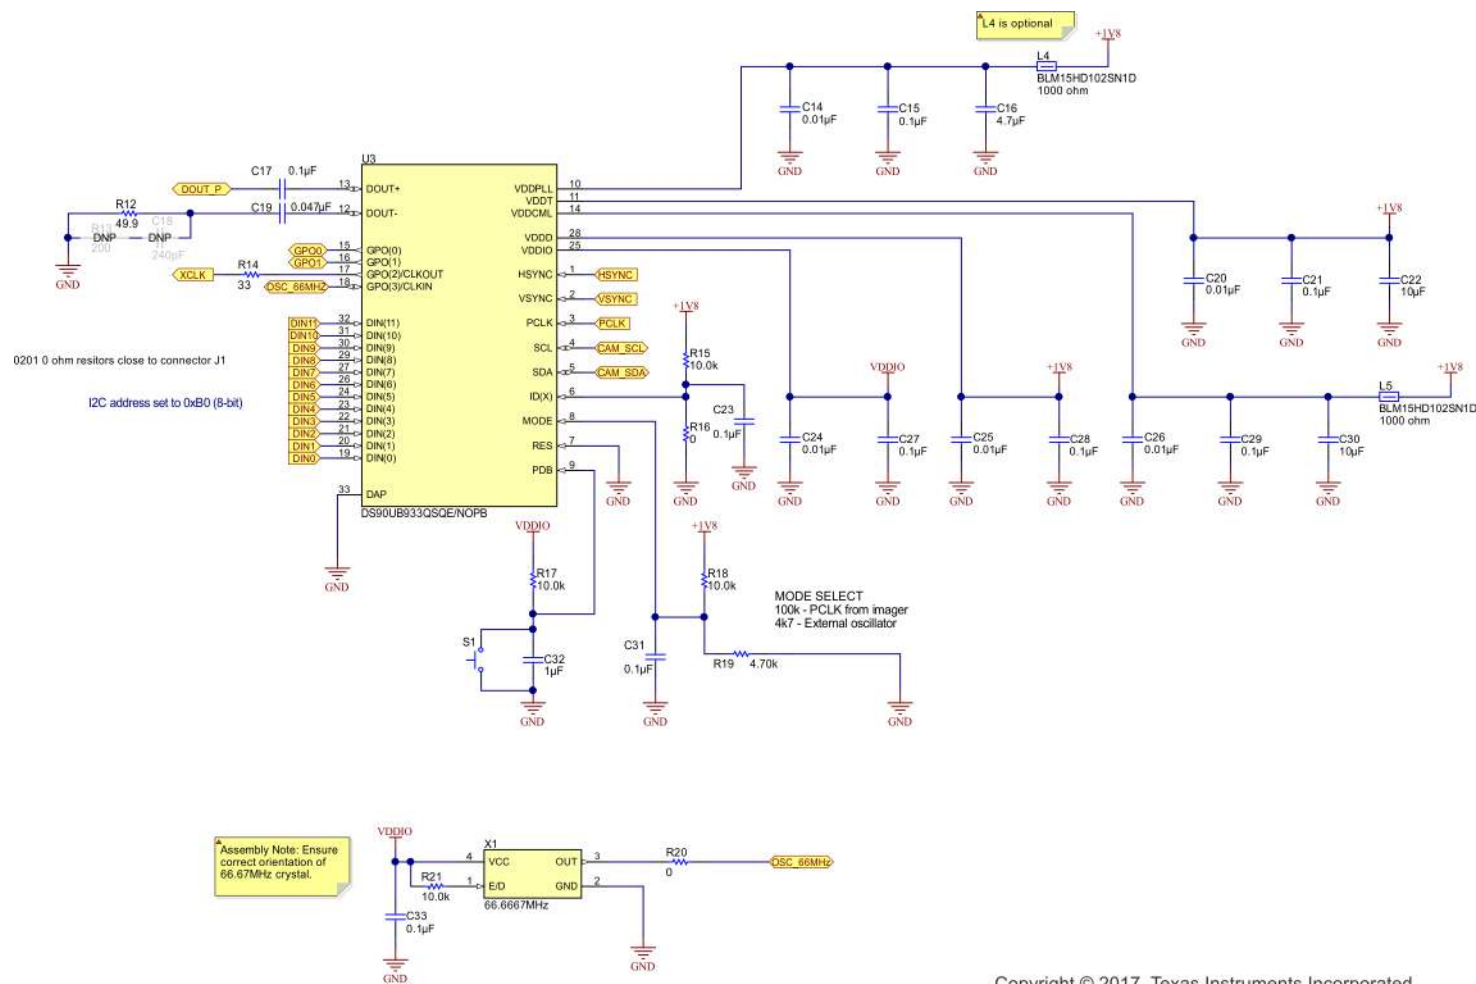 L4 is optional
+1V8
L4
BLM15HD102SN1D
1000 ohm
C14
0.01µF
C15
0.1µF
C16
4.7µF
GND
GND
GND
U3
C17 0.1µF
DOUT_P
13 DOUT+
VDDPLL 10
VDDT 11
R12
49.9
C19 0.047µF
12 DOUT-
VDDCML 14
R13
200
DNP
C18
240pF
DNP
GND
VDDD 28
VDDIO 25
+1V8
GPO0 15 GPO(0)
GPO1 16 GPO(1)
XCLK
R14
33
17 GPO(2)/CLKOUT
OSC_66MHZ 18 GPO(3)/CLKIN
HSYNC 1 HSYNC
VSYNC 2 VSYNC
PCLK 3 PCLK
SCL 4 CAM_SCL
SDA 5 CAM_SDA
ID(X) 6
MODE 8
RES 7
PDB 9
C20
0.01µF
C21
0.1µF
C22
10µF
GND
GND
GND
DIN11 32 DIN(11)
DIN10 31 DIN(10)
DIN9 30 DIN(9)
DIN8 29 DIN(8)
DIN7 27 DIN(7)
DIN6 26 DIN(6)
DIN5 24 DIN(5)
DIN4 23 DIN(4)
DIN3 22 DIN(3)
DIN2 21 DIN(2)
DIN1 20 DIN(1)
DIN0 19 DIN(0)
33 DAP
DS90UB933QSQE/NOPB
GND
0201 0 ohm resitors close to connector J1
I2C address set to 0xB0 (8-bit)
+1V8
R15
10.0k
R16
0
C23
0.1µF
GND
GND
GND
VDDIO
+1V8
+1V8
L5
BLM15HD102SN1D
1000 ohm
C24
0.01µF
C27
0.1µF
C25
0.01µF
C28
0.1µF
C26
0.01µF
C29
0.1µF
C30
10µF
GND
GND
GND
GND
GND
GND
GND
VDDIO
R17
10.0k
S1
C32
1µF
GND
+1V8
R18
10.0k
C31
0.1µF
R19 4.70k
GND
GND
MODE SELECT
100k - PCLK from imager
4k7 - External oscillator
Assembly Note: Ensure
correct orientation of
66.67MHz crystal.
VDDIO
X1
4 VCC
OUT 3
R20
0
OSC_66MHz
R21
10.0k
1 E/D
GND 2
66.6667MHz
C33
0.1µF
GND
GND
Copyright © 2017, Texas Instruments Incorporated